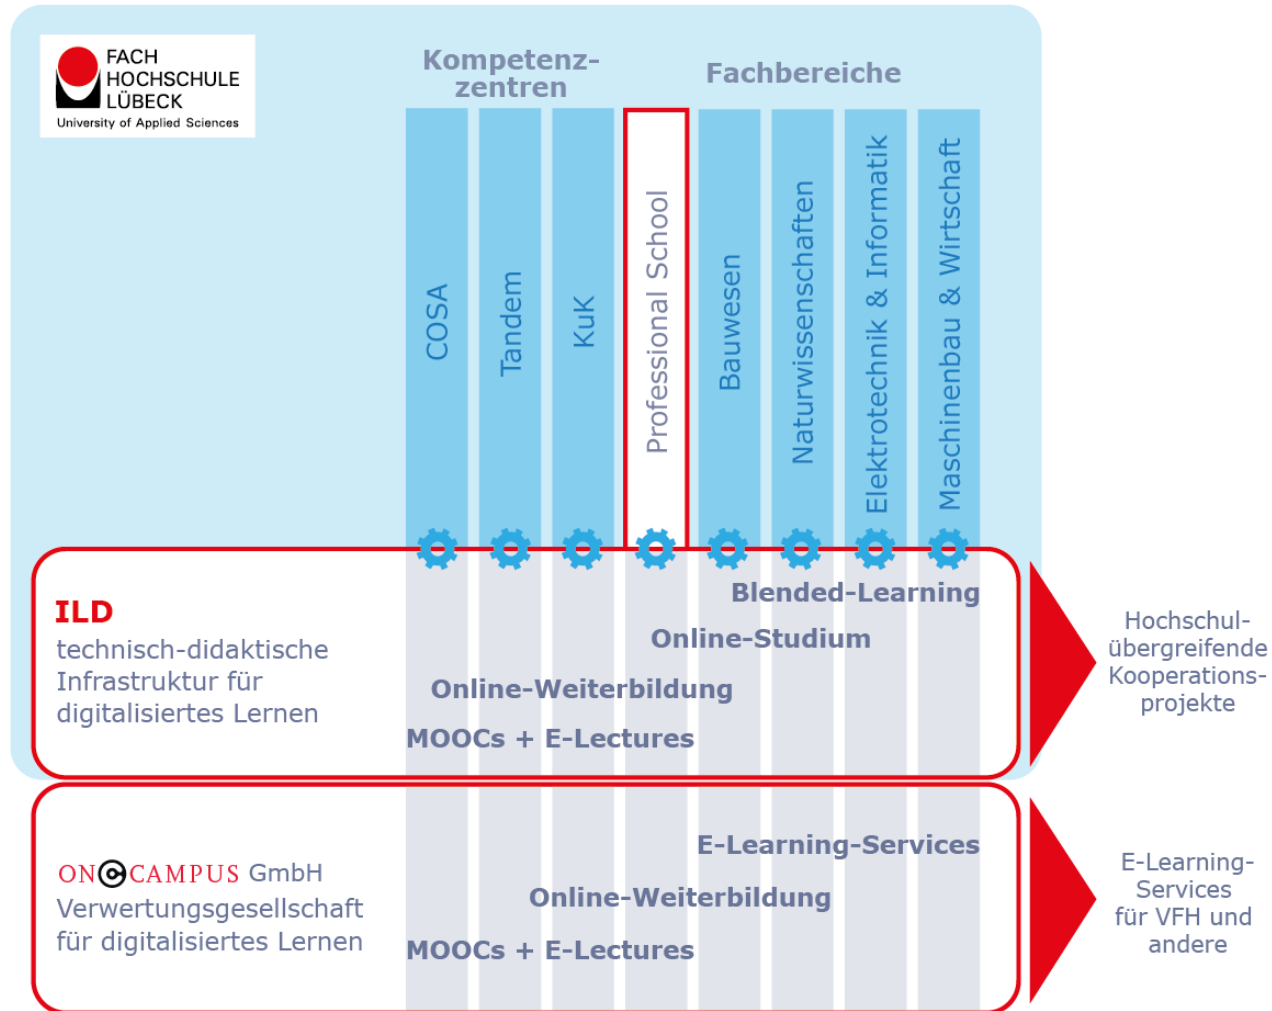 FACH
HOCHSCHULE
LÜBECK
University of Applied Sciences
Kompetenz-
zentren
Fachbereiche
COSA
Tandem
KuK
Professional School
Bauwesen
Naturwissenschaften
Elektrotechnik & Informatik
Maschinenbau & Wirtschaft
ILD
technisch-didaktische
Infrastruktur für
digitalisiertes Lernen
Blended-Learning
Online-Studium
Online-Weiterbildung
MOOCs + E-Lectures
Hochschul-
übergreifende
Kooperations-
projekte
ONCAMPUS GmbH
Verwertungsgesellschaft
für digitalisiertes Lernen
E-Learning-Services
Online-Weiterbildung
MOOCs + E-Lectures
E-Learning-
Services
für VFH und
andere